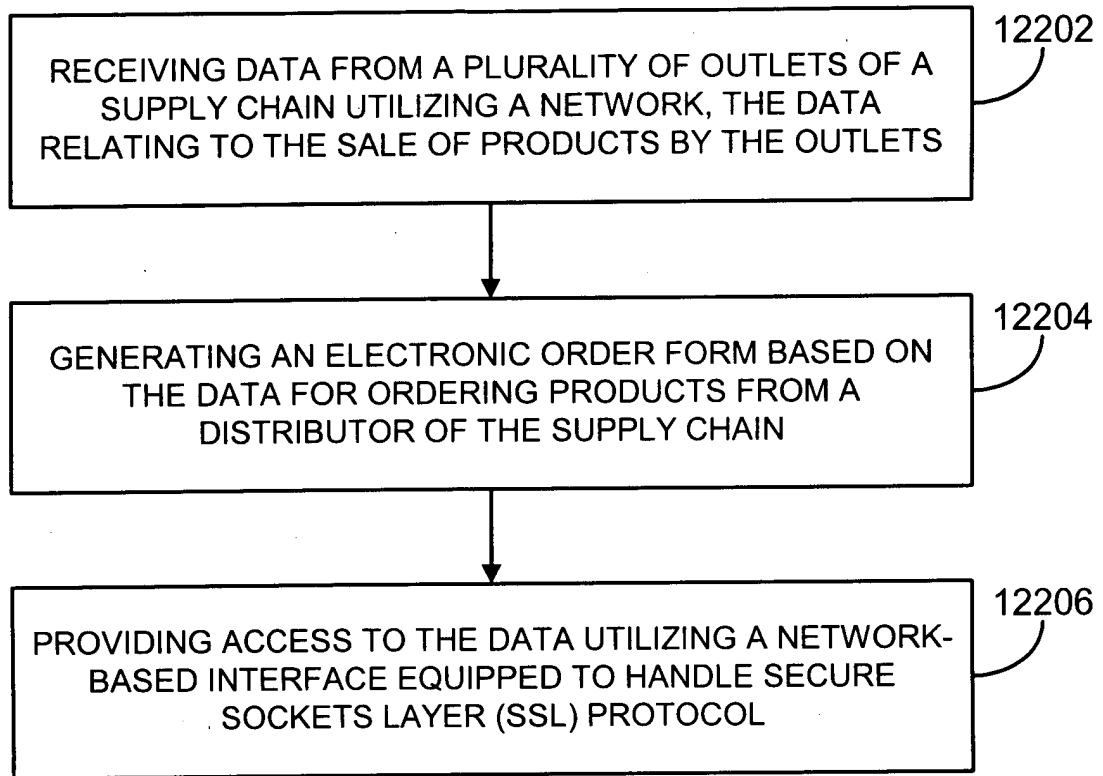 12202
RECEIVING DATA FROM A PLURALITY OF OUTLETS OF A
SUPPLY CHAIN UTILIZING A NETWORK, THE DATA
RELATING TO THE SALE OF PRODUCTS BY THE OUTLETS
12204
GENERATING AN ELECTRONIC ORDER FORM BASED ON
THE DATA FOR ORDERING PRODUCTS FROM A
DISTRIBUTOR OF THE SUPPLY CHAIN
12206
PROVIDING ACCESS TO THE DATA UTILIZING A NETWORK-
BASED INTERFACE EQUIPPED TO HANDLE SECURE
SOCKETS LAYER (SSL) PROTOCOL